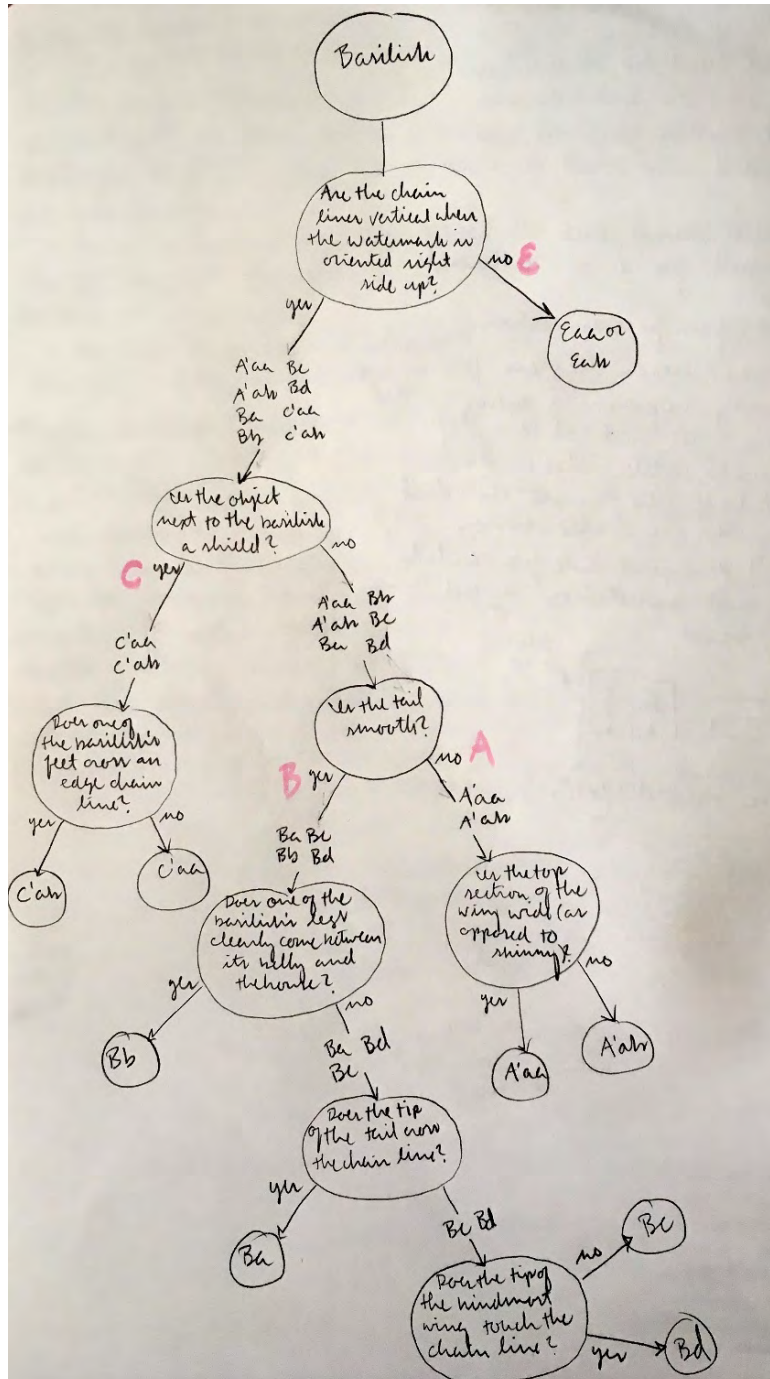 Basilisk
Are the chain
lines vertical when
the watermark is
oriented right
side up?
no E
yes
Eaa or
Eab
A'aa Bc
A'ab Bd
Ba C'aa
Bb C'ab
Is the object
next to the basilisk
a shield?
C yes
no
C'aa
C'ab
A'aa Bb
A'ab Bc
Ba Bd
Does one of
the basilisk's
feet cross an
edge chain
line?
yes
no
C'ab
C'aa
Is the tail
smooth?
B yes
no A
Ba Bc
Bb Bd
A'aa
A'ab
Does one of the
basilisk's legs
clearly come between
its belly and
the house?
yes
no
Bb
Is the top
section of the
wing wide (as
opposed to
skinny)?
yes
no
A'aa
A'ab
Ba Bd
Bc
Does the tip
of the tail cross
the chain line?
yes
Ba
Bc Bd
Does the tip of
the hindmost
wing touch the
chain line?
no
Bc
yes
Bd